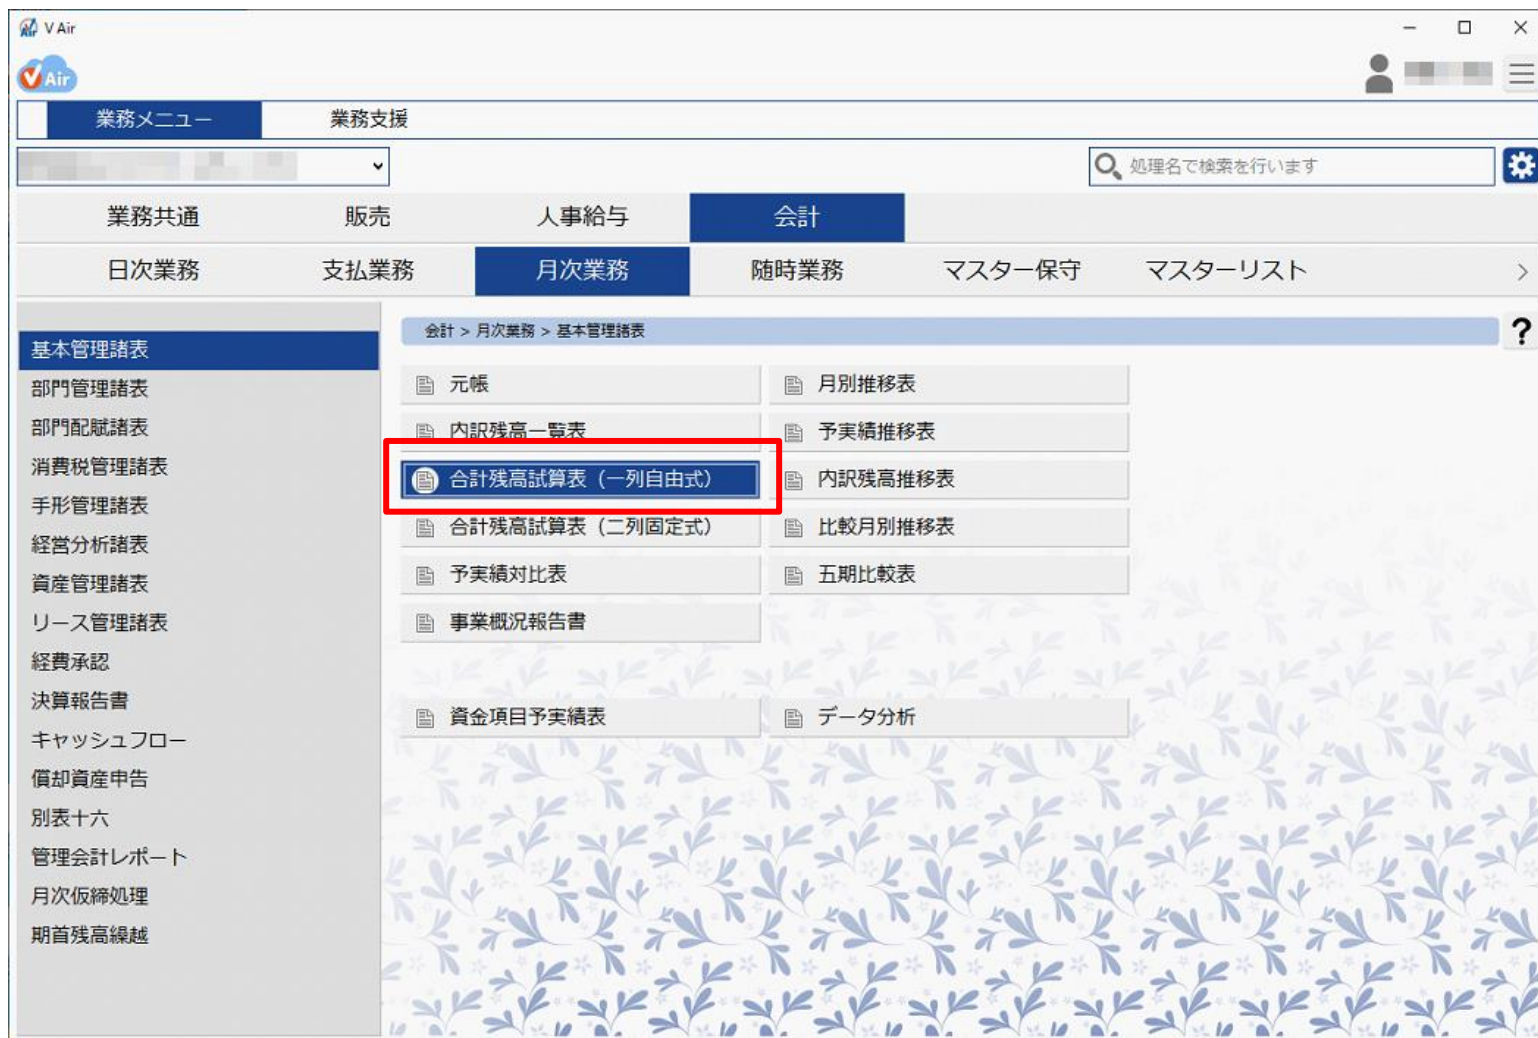 V Air
V Air
業務メニュー 業務支援
処理名で検索を行います
業務共通 販売 人事給与 会計
日次業務 支払業務 月次業務 随時業務 マスター保守 マスターリスト >
会計 > 月次業務 > 基本管理諸表 ?
基本管理諸表
部門管理諸表
部門配賦諸表
消費税管理諸表
手形管理諸表
経営分析諸表
資産管理諸表
リース管理諸表
経費承認
決算報告書
キャッシュフロー
償却資産申告
別表十六
管理会計レポート
月次仮締処理
期首残高繰越
元帳 月別推移表
内訳残高一覧表 予実績推移表
合計残高試算表（一列自由式） 内訳残高推移表
合計残高試算表（二列固定式） 比較月別推移表
予実績対比表 五期比較表
事業概況報告書
資金項目予実績表 データ分析